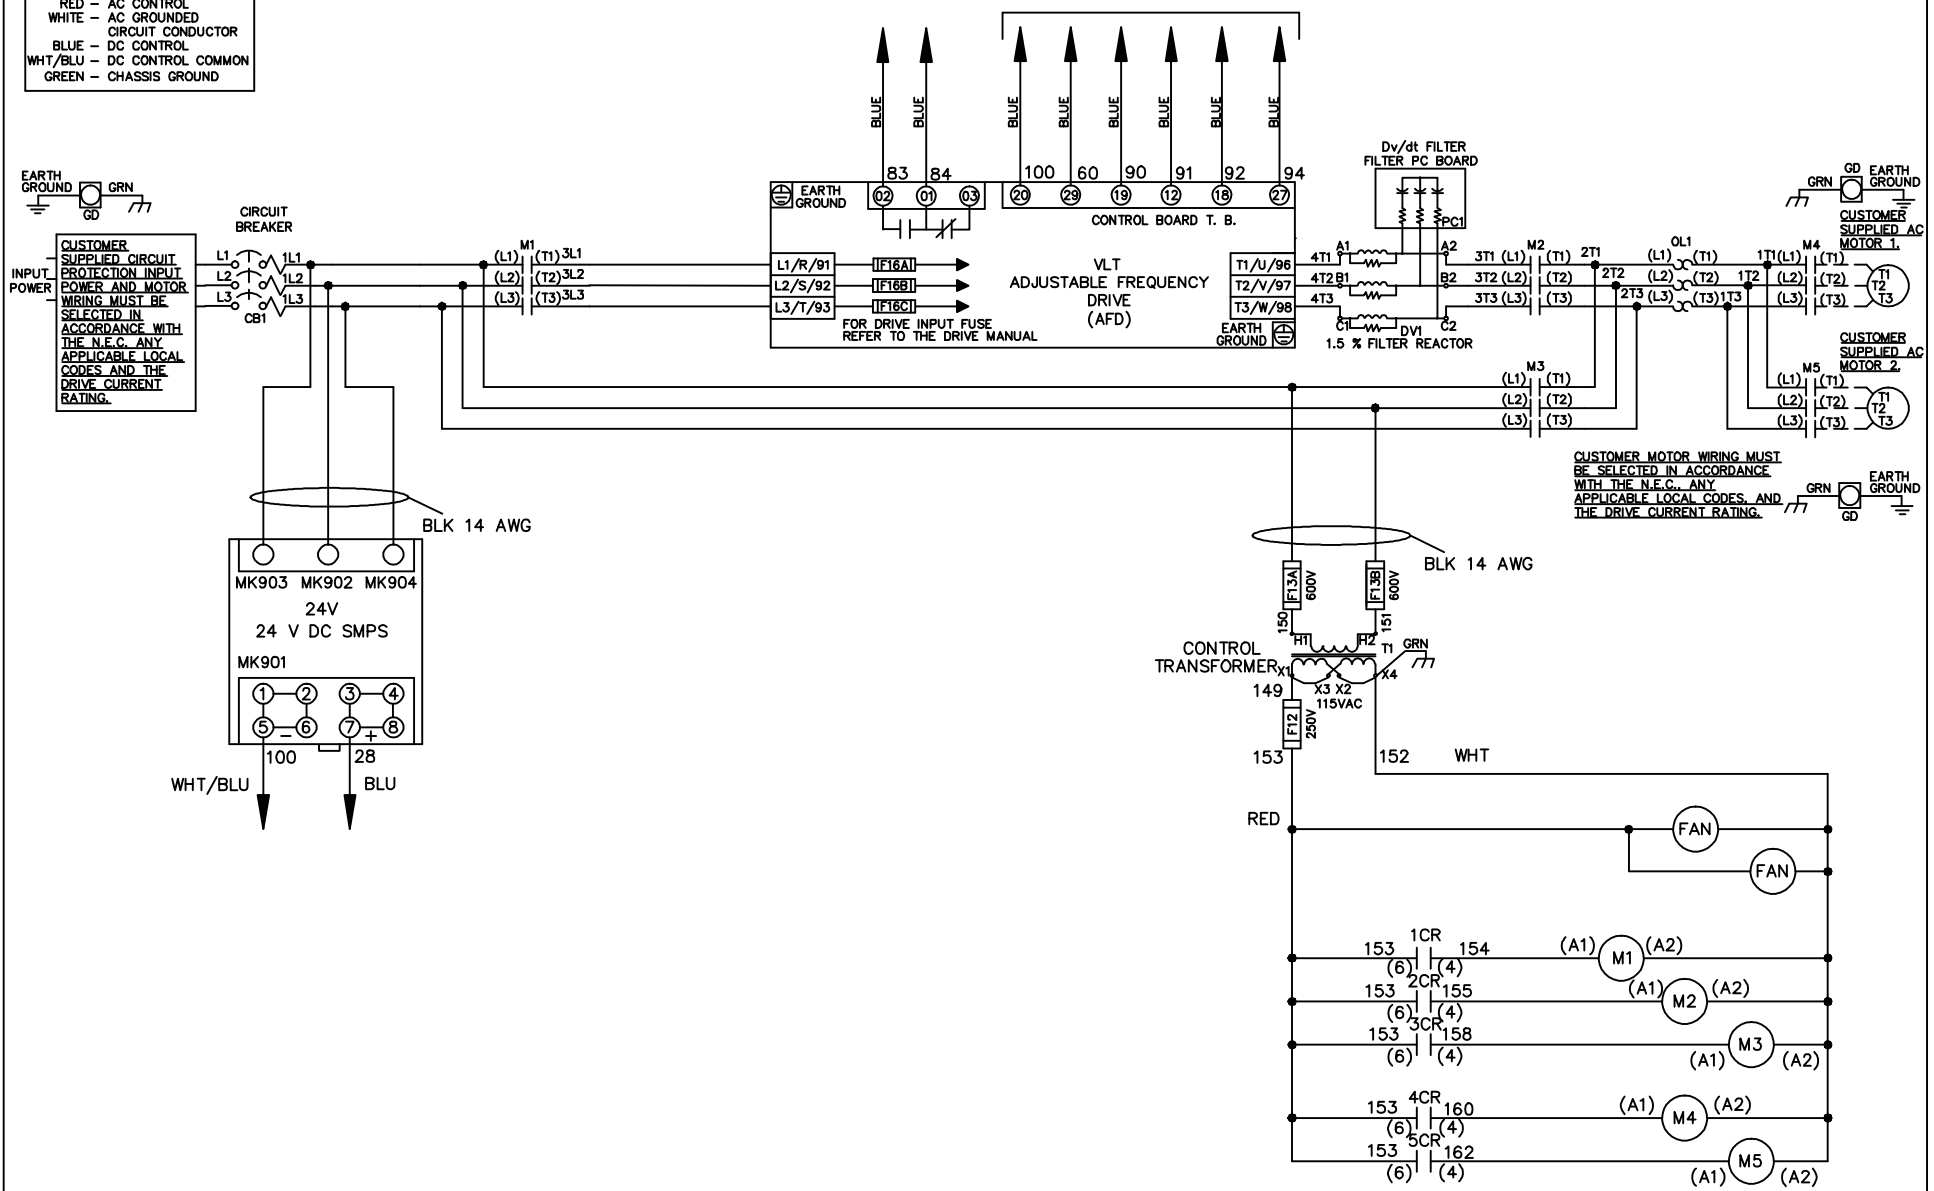 RED – AC CONTROL
WHITE – AC GROUNDED
CIRCUIT CONDUCTOR
BLUE – DC CONTROL
WHT/BLU – DC CONTROL COMMON
GREEN – CHASSIS GROUND
BLUE
BLUE
BLUE
BLUE
BLUE
BLUE
BLUE
BLUE
83
84
100
60
90
91
92
94
EARTH
GROUND
GRN
GD
EARTH
GROUND
02
01
03
20
29
19
12
18
27
CONTROL BOARD T. B.
Dv/dt FILTER
FILTER PC BOARD
PC1
GD
EARTH
GROUND
GRN
CUSTOMER
SUPPLIED AC
MOTOR 1.
CIRCUIT
BREAKER
INPUT
POWER
CUSTOMER
SUPPLIED CIRCUIT
PROTECTION INPUT
POWER AND MOTOR
WIRING MUST BE
SELECTED IN
ACCORDANCE WITH
THE N.E.C. ANY
APPLICABLE LOCAL
CODES AND THE
DRIVE CURRENT
RATING.
L1
L2
L3
1L1
1L2
1L3
CB1
M1
(L1) (T1) 3L1
(L2) (T2) 3L2
(L3) (T3) 3L3
L1/R/91
L2/S/92
L3/T/93
F16A
F16B
F16C
FOR DRIVE INPUT FUSE
REFER TO THE DRIVE MANUAL
VLT
ADJUSTABLE FREQUENCY
DRIVE
(AFD)
T1/U/96
T2/V/97
T3/W/98
EARTH
GROUND
4T1
4T2
4T3
A1
B1
C1
A2
B2
C2
DV1
1.5 % FILTER REACTOR
M2
3T1 (L1) (T1) 2T1
3T2 (L2) (T2) 2T2
3T3 (L3) (T3) 2T3
OL1
(L1) (T1) 1T1
(L2) (T2) 1T2
(L3) (T3) 1T3
M4
(L1) (T1)
(L2) (T2)
(L3) (T3)
T1
T2
T3
M3
(L1) (T1)
(L2) (T2)
(L3) (T3)
CUSTOMER
SUPPLIED AC
MOTOR 2.
M5
(L1) (T1)
(L2) (T2)
(L3) (T3)
T1
T2
T3
CUSTOMER MOTOR WIRING MUST
BE SELECTED IN ACCORDANCE
WITH THE N.E.C., ANY
APPLICABLE LOCAL CODES, AND
THE DRIVE CURRENT RATING.
GRN
EARTH
GROUND
GD
BLK 14 AWG
MK903 MK902 MK904
24V
24 V DC SMPS
MK901
1 2 3 4
5 6 7 8
– +
100
28
WHT/BLU
BLU
BLK 14 AWG
F13A
600V
F13B
600V
150
151
H1
H2
T1
GRN
CONTROL
TRANSFORMER
X1
X3 X2
X4
115VAC
149
F12
250V
153
152
WHT
RED
FAN
FAN
1CR
153 154
(6) (4)
(A1) M1 (A2)
2CR
153 155
(6) (4)
(A1) M2 (A2)
3CR
153 158
(6) (4)
(A1) M3 (A2)
4CR
153 160
(6) (4)
(A1) M4 (A2)
5CR
153 162
(6) (4)
(A1) M5 (A2)